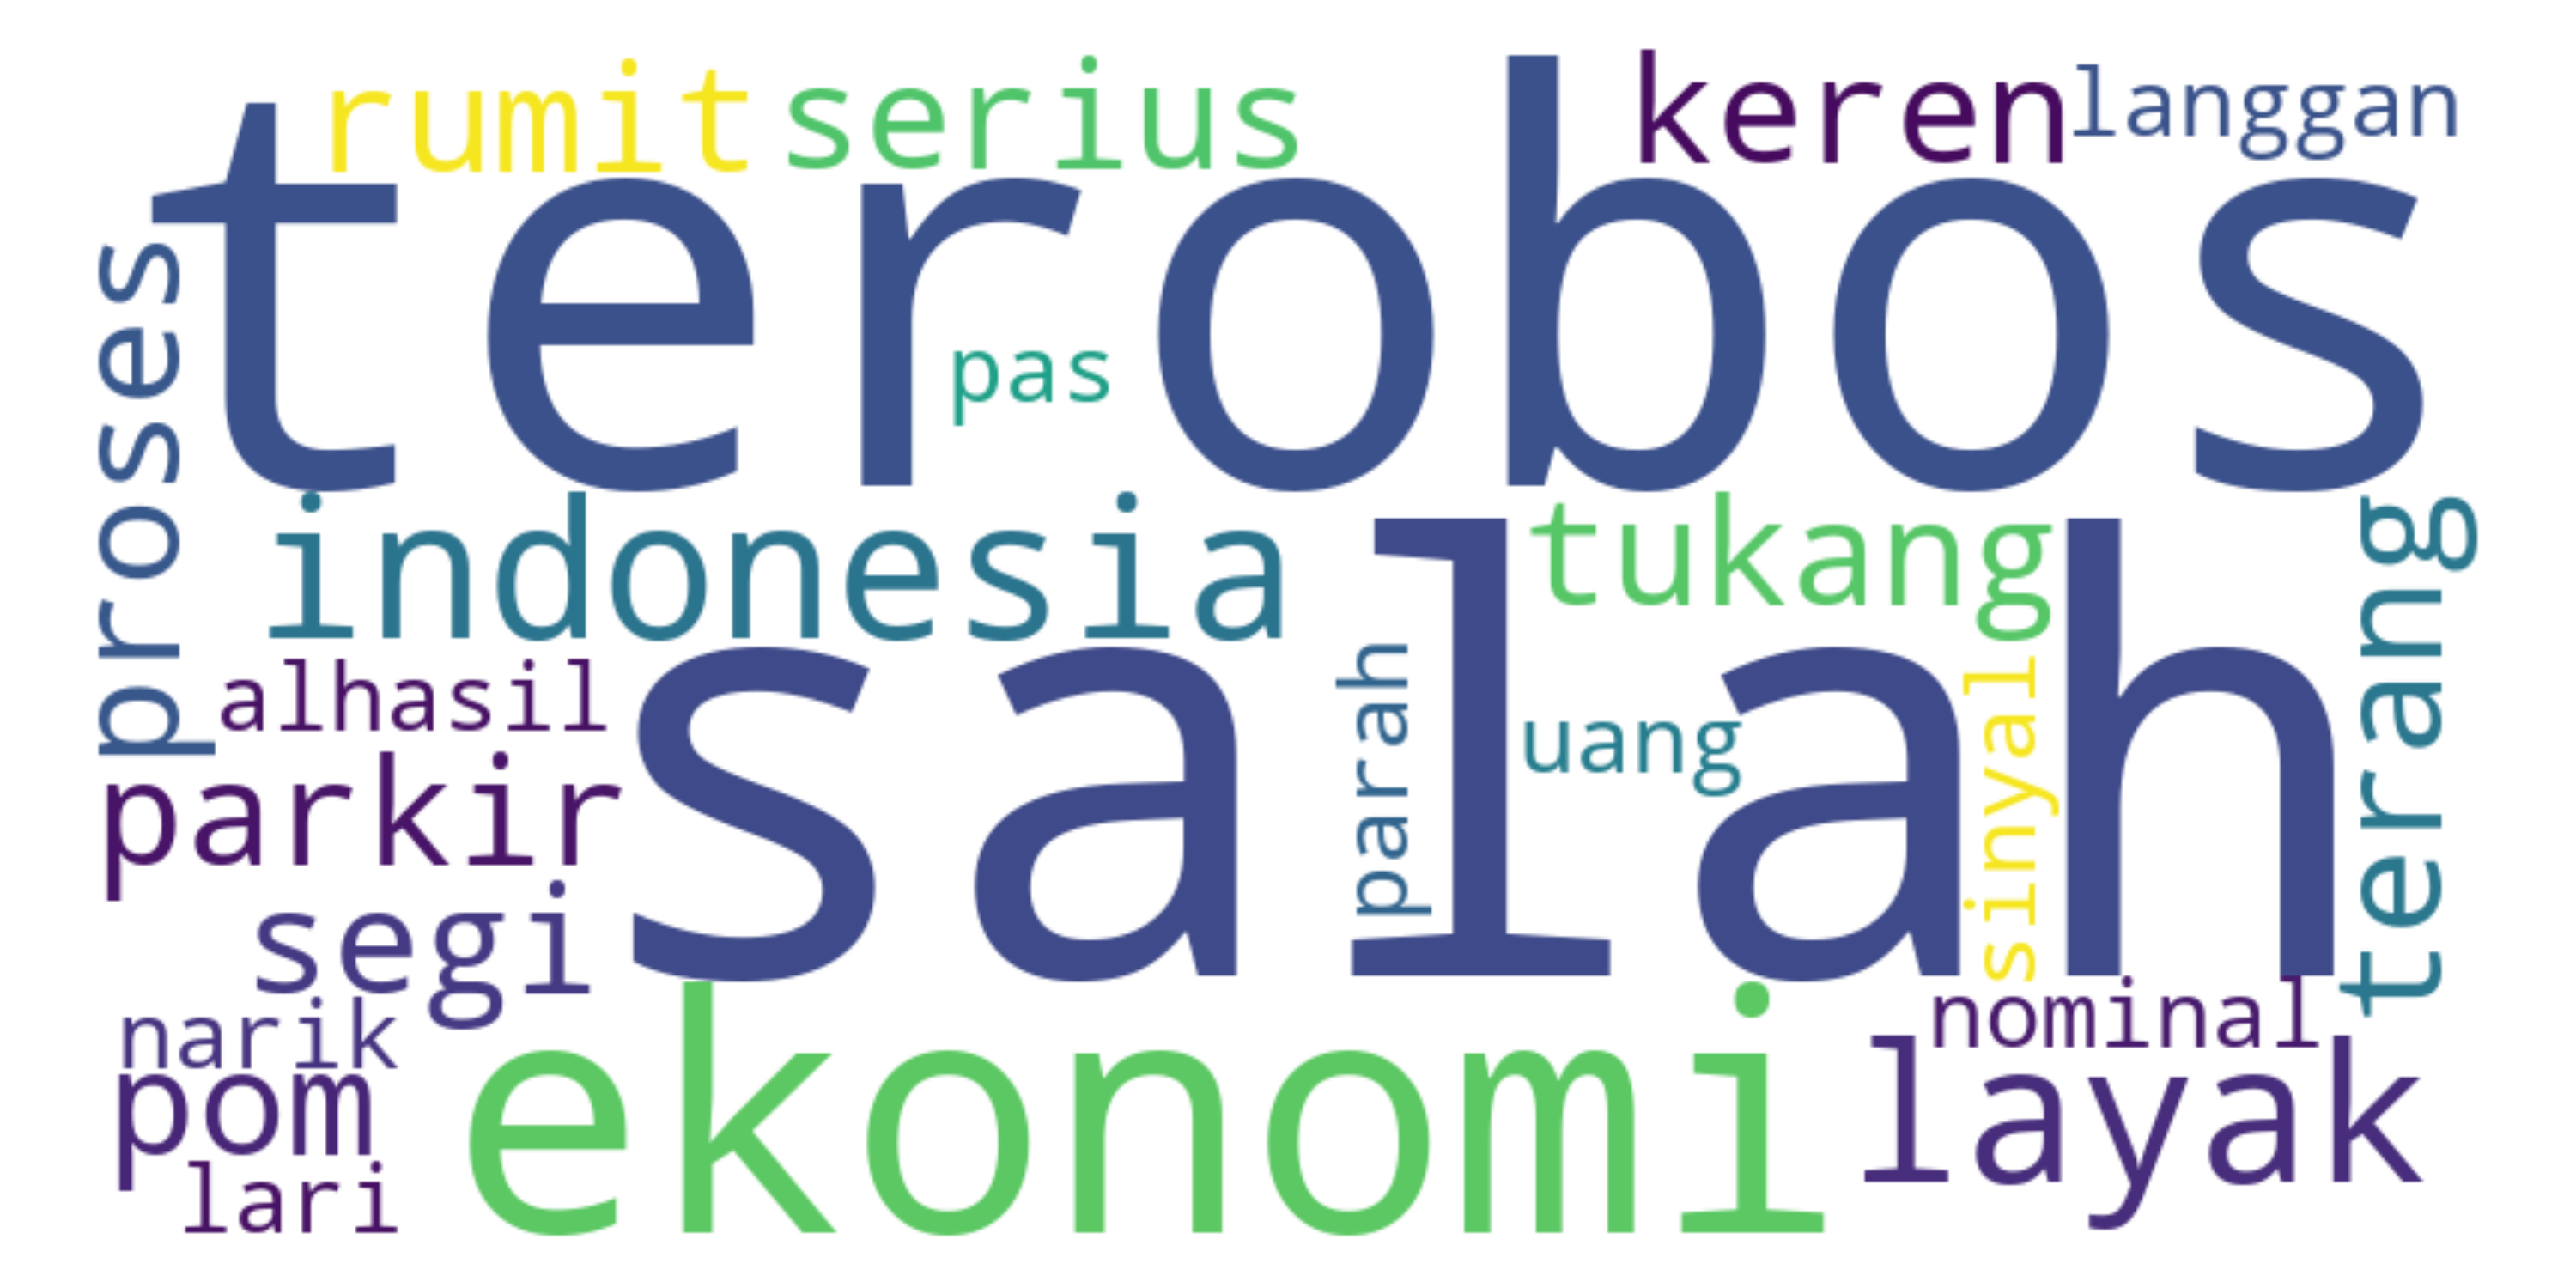 rumit serius keren langgan
terobos
proses
pas
indonesia tukang
terang
salah
alhasil
parah
uang
sinyal
parkir
segi
narik
nominal
pom
ekonomi
layak
lari